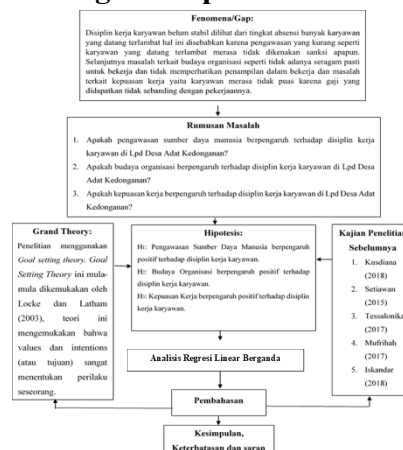 Fenomena/Gap:
Disiplin kerja karyawan belum stabil dilihat dari tingkat absensi banyak karyawan
yang datang terlambat hal ini disebabkan karena pengawasan yang kurang seperti
karyawan yang datang terlambat merasa tidak dikenakan sanksi apapun.
Selanjutnya masalah terkait budaya organisasi seperti tidak adanya seragam pasti
untuk bekerja dan tidak memperhatikan penampilan dalam bekerja dan masalah
terkait kepuasan kerja yaitu karyawan merasa tidak puas karena gaji yang
didapatkan tidak sebanding dengan pekerjaannya.
Rumusan Masalah
1. Apakah pengawasan sumber daya manusia berpengaruh terhadap disiplin kerja
karyawan di Lpd Desa Adat Kedonganan?
2. Apakah budaya organisasi berpengaruh terhadap disiplin kerja karyawan di Lpd Desa
Adat Kedonganan?
3. Apakah kepuasan kerja berpengaruh terhadap disiplin kerja karyawan di Lpd Desa Adat
Kedonganan?
Grand Theory:
Penelitian menggunakan
Goal setting theory. Goal
Setting Theory ini mula-
mula dikemukakan oleh
Locke dan Latham
(2003), teori ini
mengemukakan bahwa
values dan intentions
(atau tujuan) sangat
menentukan perilaku
seseorang.
Hipotesis:
H1: Pengawasan Sumber Daya Manusia berpengaruh
positif terhadap disiplin kerja karyawan.
H2: Budaya Organisasi berpengaruh positif terhadap
disiplin kerja karyawan.
H3: Kepuasan Kerja berpengaruh positif terhadap disiplin
kerja karyawan.
Kajian Penelitian
Sebelumnya
1. Kusdiana
(2018)
2. Setiawan
(2015)
3. Tessalonika
(2017)
4. Mufrihah
(2017)
5. Iskandar
(2018)
Analisis Regresi Linear Berganda
Pembahasan
Kesimpulan,
Keterbatasan dan saran